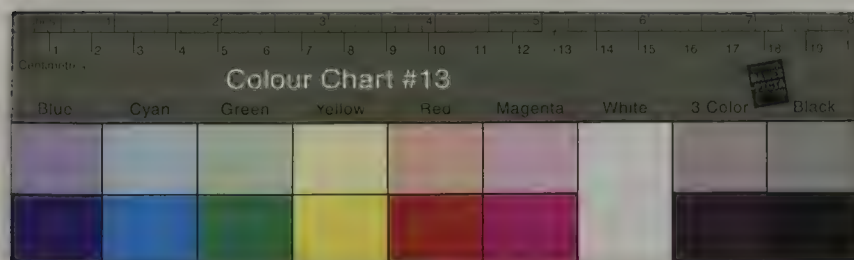 1 2 3 4 5 6 7 8
1 2 3 4 5 6 7 8 9 10 11 12 13 14 15 16 17 18 19
Colour Chart #13
Blue Cyan Green Yellow Red Magenta White 3 Color Black